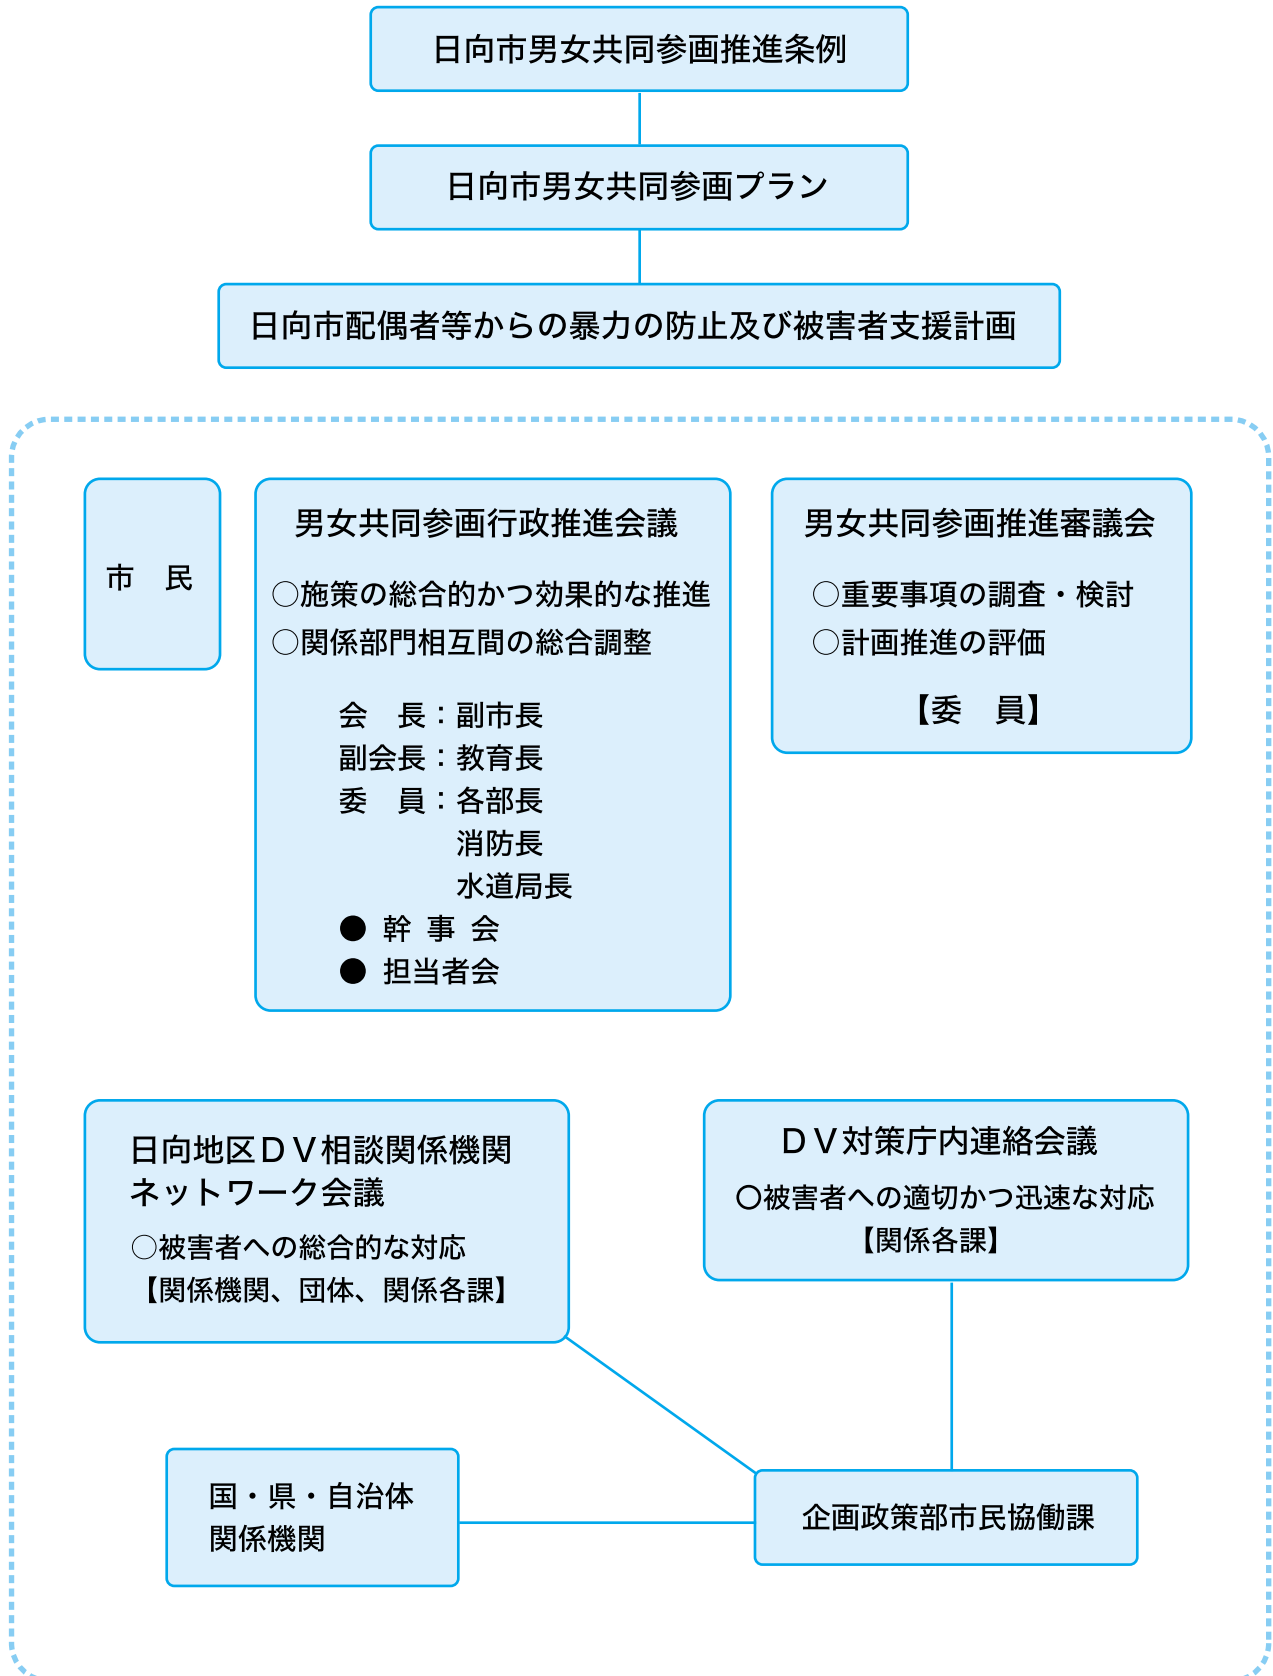 日向市男女共同参画推進条例
日向市男女共同参画プラン
日向市配偶者等からの暴力の防止及び被害者支援計画
市　民
男女共同参画行政推進会議
○施策の総合的かつ効果的な推進
○関係部門相互間の総合調整
会　長：副市長
副会長：教育長
委　員：各部長
消防長
水道局長
● 幹 事 会
● 担当者会
男女共同参画推進審議会
○重要事項の調査・検討
○計画推進の評価
【委　員】
日向地区ＤＶ相談関係機関
ネットワーク会議
○被害者への総合的な対応
【関係機関、団体、関係各課】
ＤＶ対策庁内連絡会議
〇被害者への適切かつ迅速な対応
【関係各課】
国・県・自治体
関係機関
企画政策部市民協働課